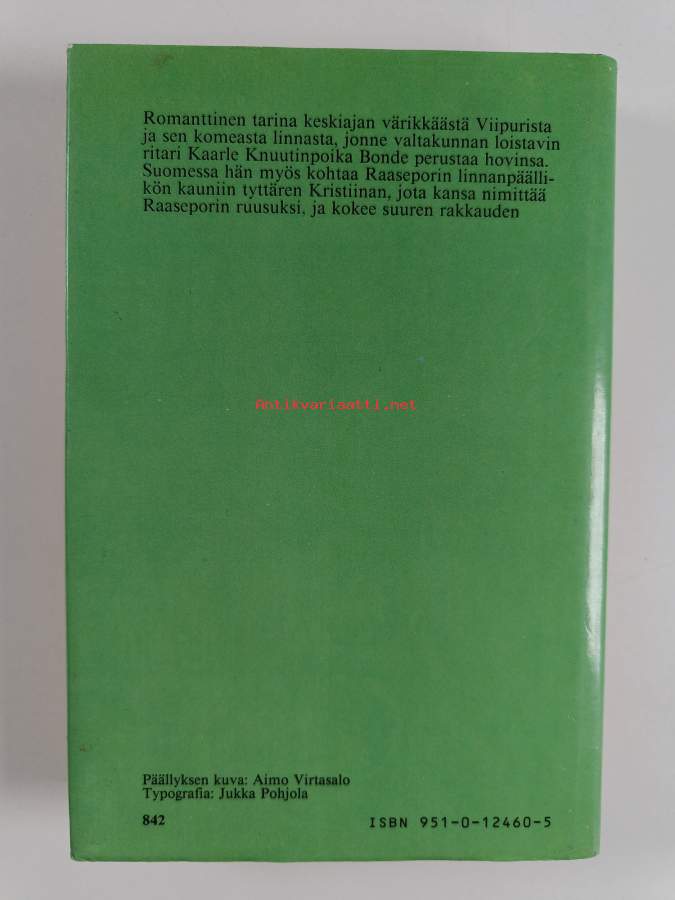 Romanttinen tarina keskiajan värikkäästä Viipurista
ja sen komeasta linnasta, jonne valtakunnan loistavin
ritari Kaarle Knuutinpoika Bonde perustaa hovinsa.
Suomessa hän myös kohtaa Raaseporin linnanpäälli-
kön kauniin tyttären Kristiinan, jota kansa nimittää
Raaseporin ruusuksi, ja kokee suuren rakkauden
Antikvariaatti.net
Päällyksen kuva: Aimo Virtasalo
Typografia: Jukka Pohjola
842 ISBN 951-0-12460-5